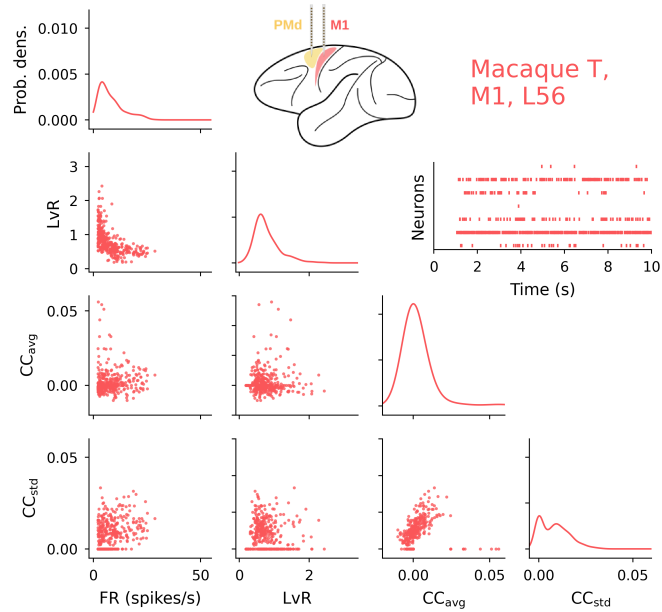 PMd M1
Macaque T,
M1, L56
Prob. dens.
0.010
0.005
0.000
LvR
3
2
1
0
Neurons
0 2 4 6 8 10
Time (s)
CCavg
0.05
0.00
CCstd
0.05
0.00
0 50
FR (spikes/s)
0 2
LvR
0.00 0.05
CCavg
0.00 0.05
CCstd